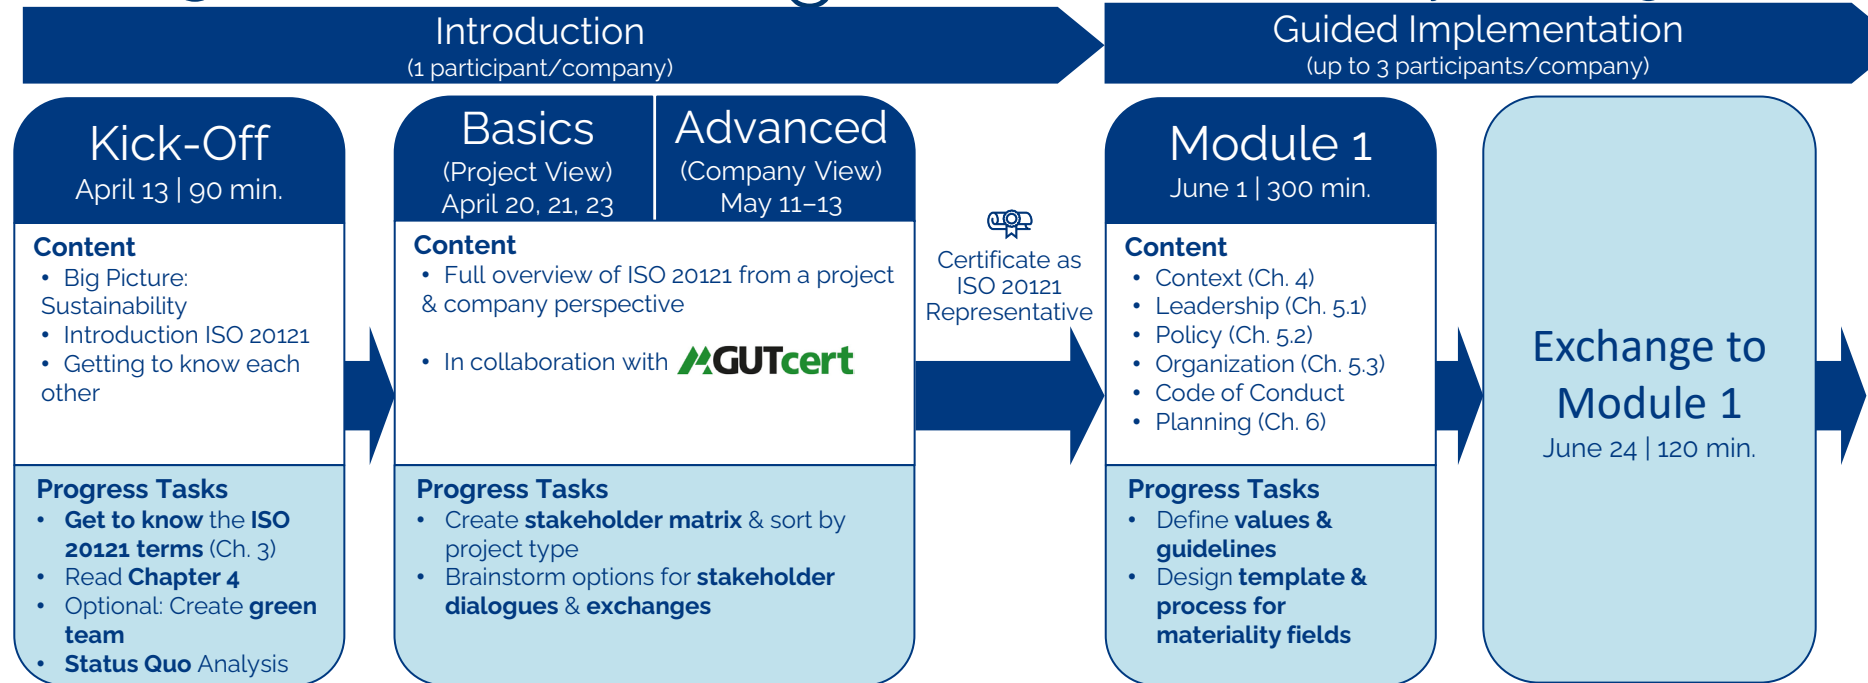 Introduction
(1 participant/company)
Guided Implementation
(up to 3 participants/company)
Kick-Off
April 13 | 90 min.
Content
• Big Picture:
Sustainability
• Introduction ISO 20121
• Getting to know each
other
Progress Tasks
• Get to know the ISO
20121 terms (Ch. 3)
• Read Chapter 4
• Optional: Create green
team
• Status Quo Analysis
Basics
(Project View)
April 20, 21, 23
Advanced
(Company View)
May 11–13
Content
• Full overview of ISO 20121 from a project
& company perspective
• In collaboration with GUTcert
Progress Tasks
• Create stakeholder matrix & sort by
project type
• Brainstorm options for stakeholder
dialogues & exchanges
Certificate as
ISO 20121
Representative
Module 1
June 1 | 300 min.
Content
• Context (Ch. 4)
• Leadership (Ch. 5.1)
• Policy (Ch. 5.2)
• Organization (Ch. 5.3)
• Code of Conduct
• Planning (Ch. 6)
Progress Tasks
• Define values &
guidelines
• Design template &
process for
materiality fields
Exchange to
Module 1
June 24 | 120 min.